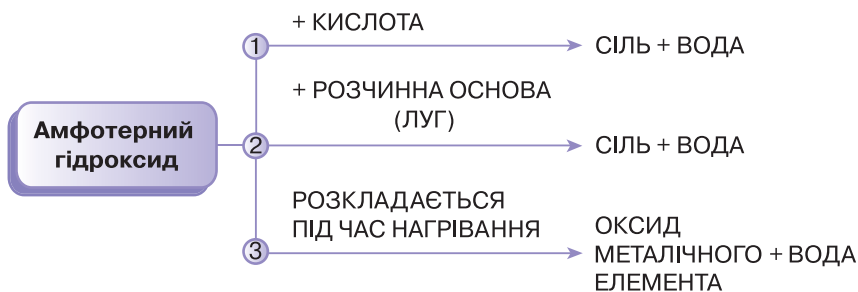 Амфотерний
гідроксид
1
+ КИСЛОТА
СІЛЬ + ВОДА
2
+ РОЗЧИННА ОСНОВА
(ЛУГ)
СІЛЬ + ВОДА
3
РОЗКЛАДАЄТЬСЯ
ПІД ЧАС НАГРІВАННЯ
ОКСИД
МЕТАЛІЧНОГО + ВОДА
ЕЛЕМЕНТА